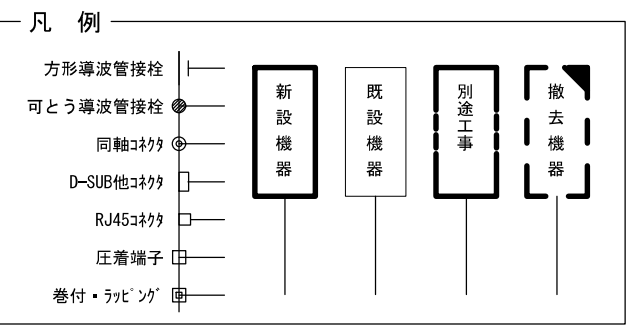 凡 例
方形導波管接栓
可とう導波管接栓
同軸ｺﾈｸﾀ
D-SUB他ｺﾈｸﾀ
RJ45ｺﾈｸﾀ
圧着端子
巻付・ﾗｯﾋﾟﾝｸﾞ
新設機器
既設機器
別途工事
撤去機器